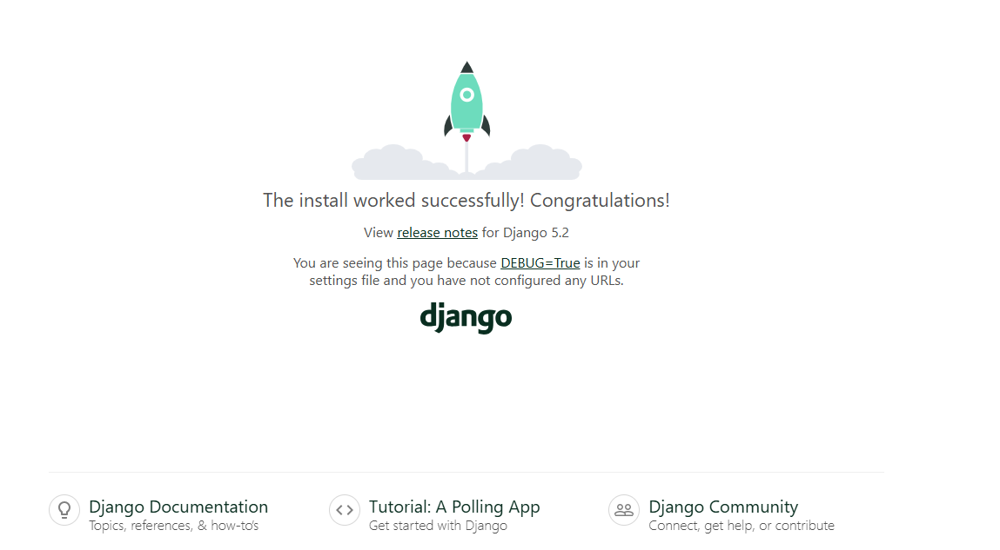 The install worked successfully! Congratulations!
View release notes for Django 5.2
You are seeing this page because DEBUG=True is in your
settings file and you have not configured any URLs.
django
Django Documentation
Topics, references, & how-to’s
Tutorial: A Polling App
Get started with Django
Django Community
Connect, get help, or contribute